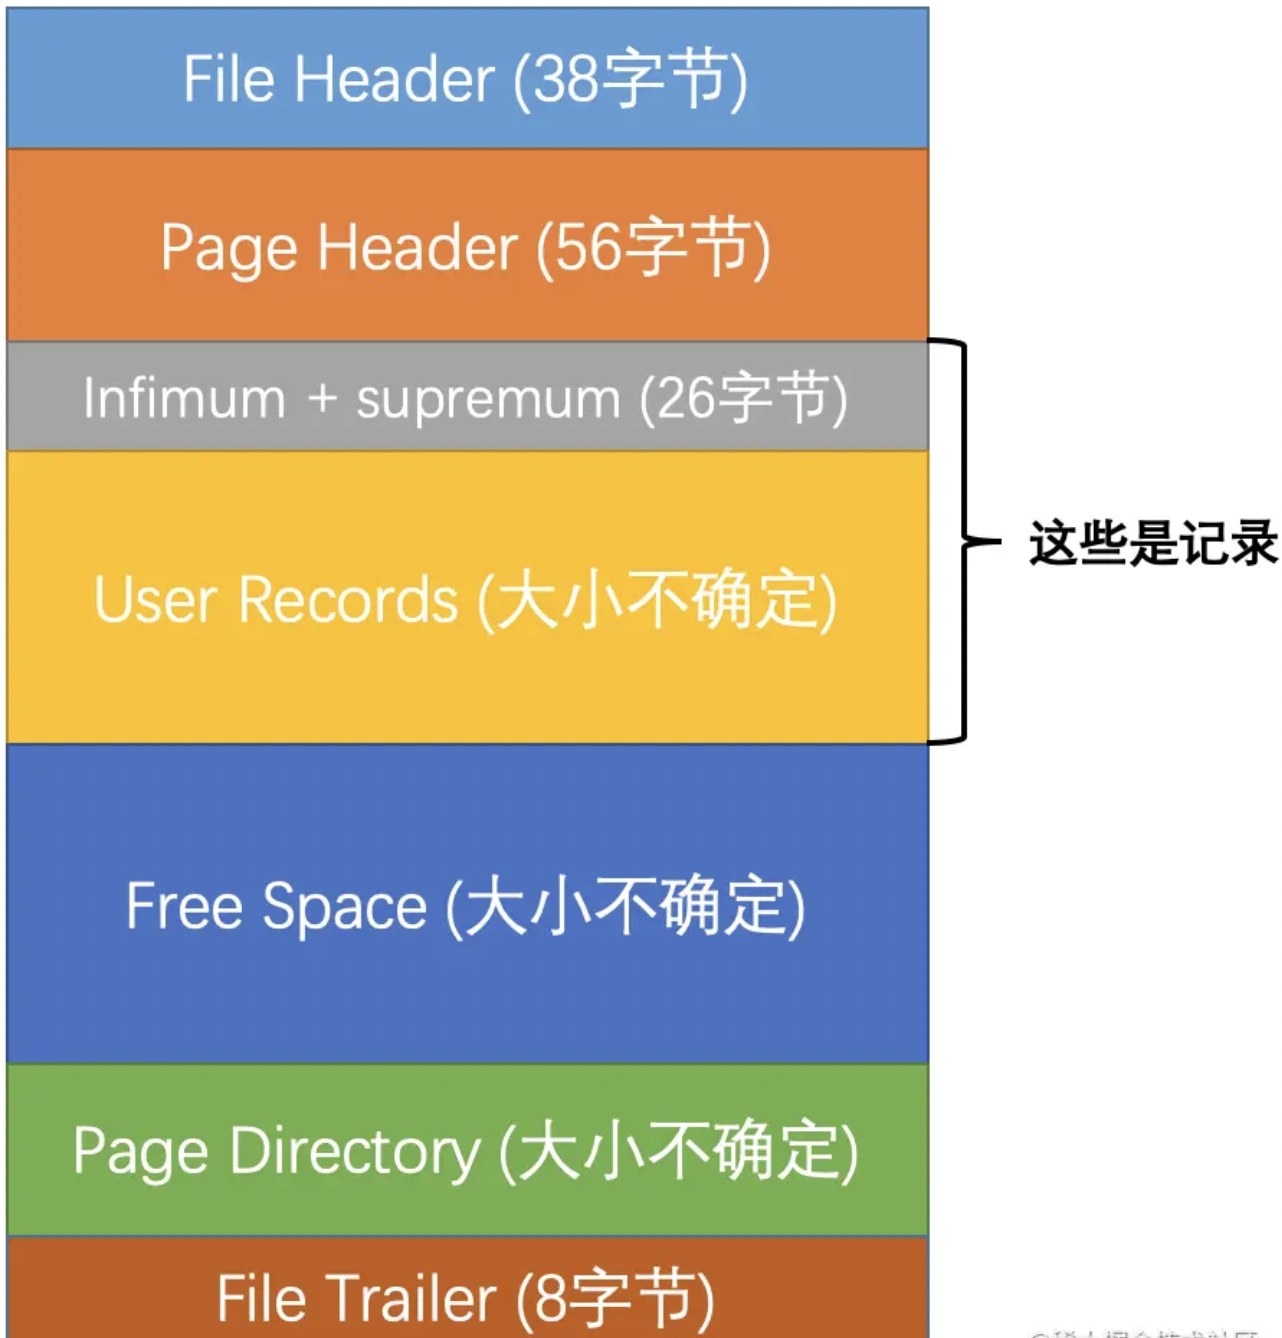 File Header (38字节)
Page Header (56字节)
Infimum + supremum (26字节)
这些是记录
User Records (大小不确定)
Free Space (大小不确定)
Page Directory (大小不确定)
File Trailer (8字节)